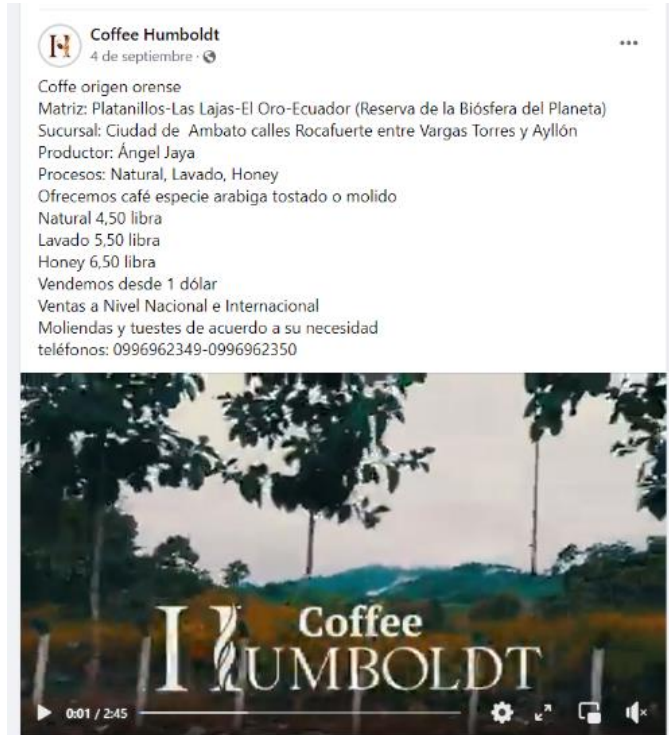 Coffee Humboldt
4 de septiembre ·
Coffe origen orense
Matriz: Platanillos-Las Lajas-El Oro-Ecuador (Reserva de la Biósfera del Planeta)
Sucursal: Ciudad de Ambato calles Rocafuerte entre Vargas Torres y Ayllón
Productor: Ángel Jaya
Procesos: Natural, Lavado, Honey
Ofrecemos café especie arabiga tostado o molido
Natural 4,50 libra
Lavado 5,50 libra
Honey 6,50 libra
Vendemos desde 1 dólar
Ventas a Nivel Nacional e Internacional
Moliendas y tuestes de acuerdo a su necesidad
teléfonos: 0996962349-0996962350
Coffee
HUMBOLDT
0:01 / 2:45